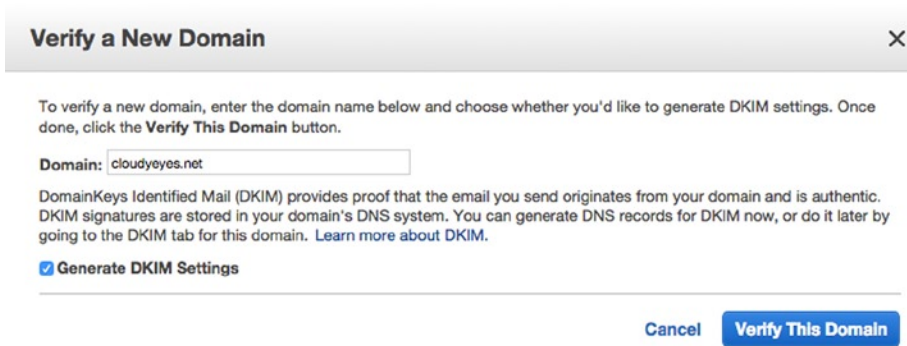 Verify a New Domain
To verify a new domain, enter the domain name below and choose whether you'd like to generate DKIM settings. Once
done, click the Verify This Domain button.
Domain: cloudyeyes.net
DomainKeys Identified Mail (DKIM) provides proof that the email you send originates from your domain and is authentic.
DKIM signatures are stored in your domain's DNS system. You can generate DNS records for DKIM now, or do it later by
going to the DKIM tab for this domain. Learn more about DKIM.
Generate DKIM Settings
Cancel Verify This Domain